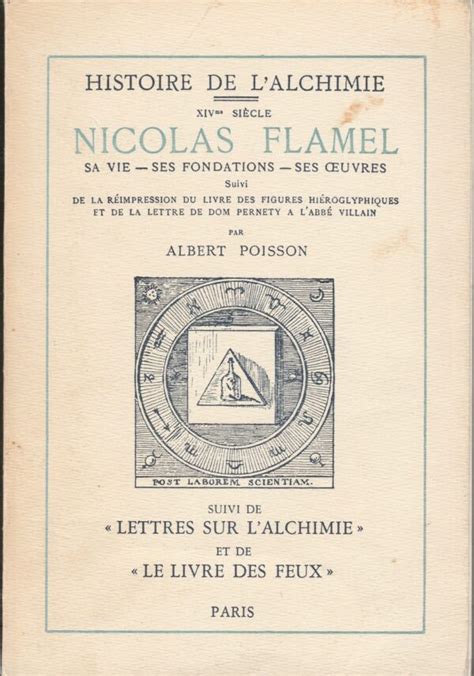 HISTOIRE DE L'ALCHIMIE
XIVme SIÈCLE
NICOLAS FLAMEL
SA VIE — SES FONDATIONS — SES ŒUVRES
Suivi
DE LA RÉIMPRESSION DU LIVRE DES FIGURES HIÉROGLYPHIQUES
ET DE LA LETTRE DE DOM PERNETY A L'ABBÉ VILLAIN
PAR
ALBERT POISSON
POST LABOREM SCIENTIAM.
SUIVI DE
« LETTRES SUR L'ALCHIMIE »
ET DE
« LE LIVRE DES FEUX »
PARIS